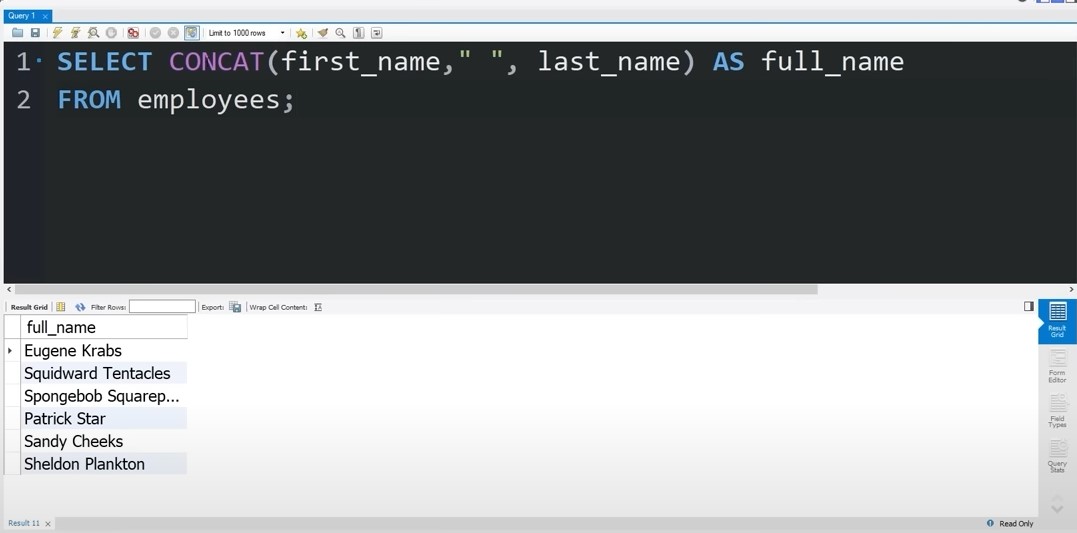 Query 1
Limit to 1000 rows
1 SELECT CONCAT(first_name," ", last_name) AS full_name
2 FROM employees;
Result Grid Filter Rows: Export: Wrap Cell Content:
full_name
Eugene Krabs
Squidward Tentacles
Spongebob Squarep...
Patrick Star
Sandy Cheeks
Sheldon Plankton
Result
Grid
Form
Editor
Field
Types
Query
Stats
Result 11
Read Only